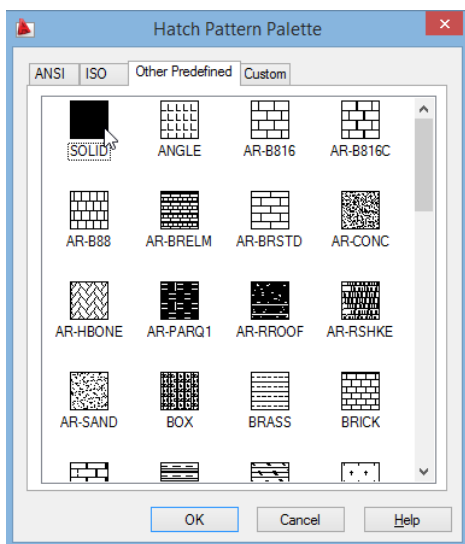 Hatch Pattern Palette
ANSI ISO Other Predefined Custom
SOLID ANGLE AR-B816 AR-B816C
AR-B88 AR-BRELM AR-BRSTD AR-CONC
AR-HBONE AR-PARQ1 AR-RROOF AR-RSHKE
AR-SAND BOX BRASS BRICK
OK Cancel Help